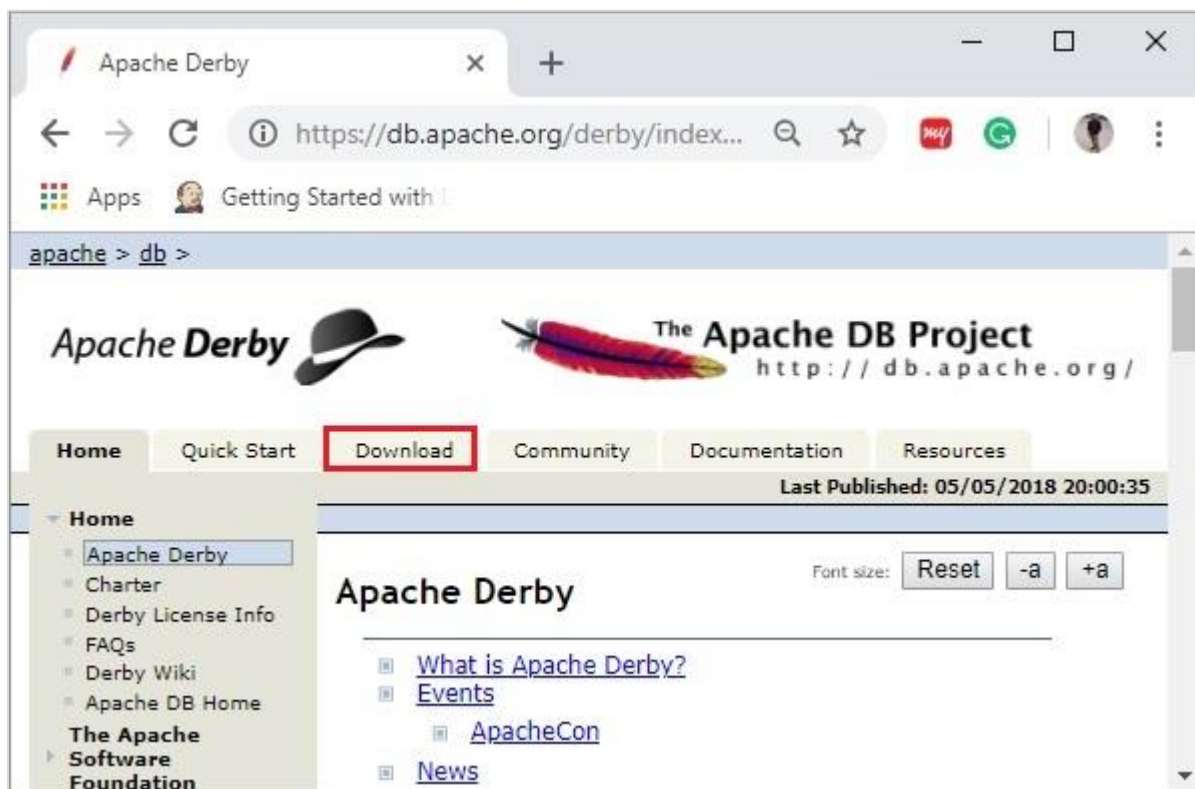 Apache Derby
https://db.apache.org/derby/index...
Apps Getting Started with
apache > db >
Apache Derby
The Apache DB Project
http://db.apache.org/
Home Quick Start Download Community Documentation Resources
Last Published: 05/05/2018 20:00:35
Home
Apache Derby
Charter
Derby License Info
FAQs
Derby Wiki
Apache DB Home
The Apache
Software
Foundation
Font size: Reset -a +a
Apache Derby
What is Apache Derby?
Events
ApacheCon
News